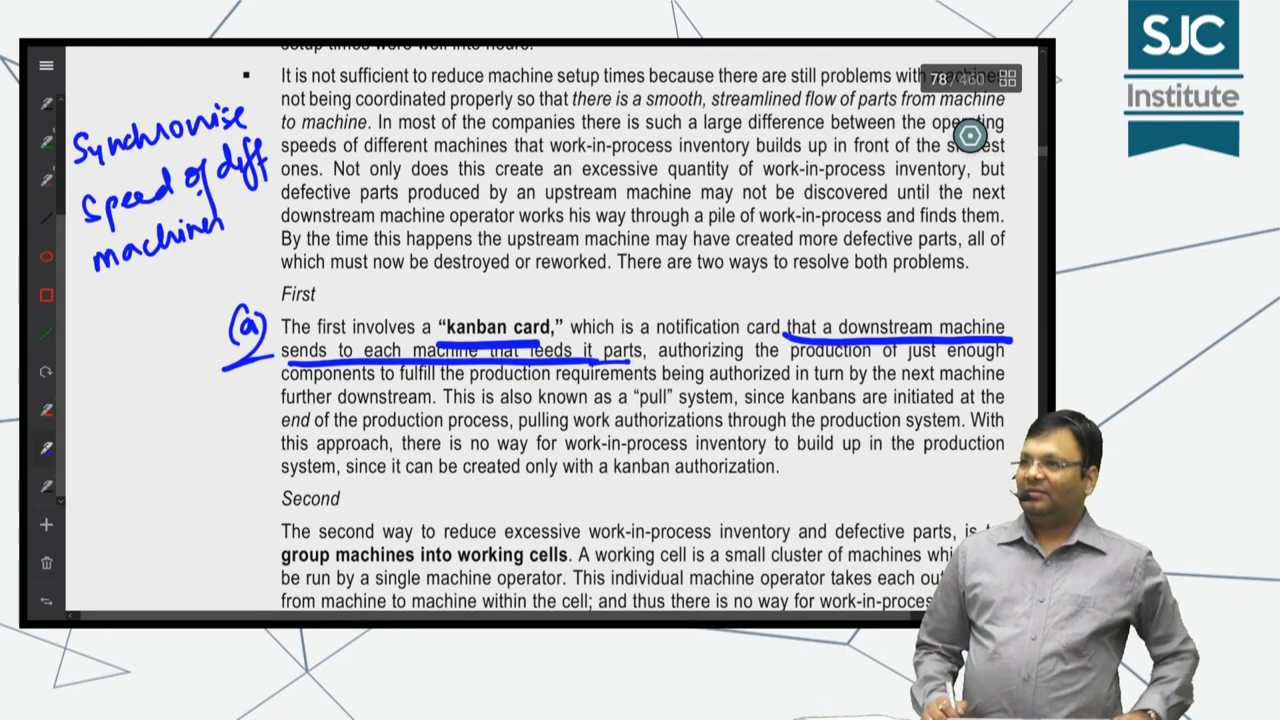 SJC
Institute
78 / 460
Synchronise
speed of diff
machines
setup times were well into hours.
▪ It is not sufficient to reduce machine setup times because there are still problems with machines
not being coordinated properly so that there is a smooth, streamlined flow of parts from machine
to machine. In most of the companies there is such a large difference between the operating
speeds of different machines that work-in-process inventory builds up in front of the slowest
ones. Not only does this create an excessive quantity of work-in-process inventory, but
defective parts produced by an upstream machine may not be discovered until the next
downstream machine operator works his way through a pile of work-in-process and finds them.
By the time this happens the upstream machine may have created more defective parts, all of
which must now be destroyed or reworked. There are two ways to resolve both problems.
First
(a)
The first involves a “kanban card,” which is a notification card that a downstream machine
sends to each machine that feeds it parts, authorizing the production of just enough
components to fulfill the production requirements being authorized in turn by the next machine
further downstream. This is also known as a “pull” system, since kanbans are initiated at the
end of the production process, pulling work authorizations through the production system. With
this approach, there is no way for work-in-process inventory to build up in the production
system, since it can be created only with a kanban authorization.
Second
The second way to reduce excessive work-in-process inventory and defective parts, is
group machines into working cells. A working cell is a small cluster of machines
be run by a single machine operator. This individual machine operator takes each
from machine to machine within the cell; and thus there is no way for